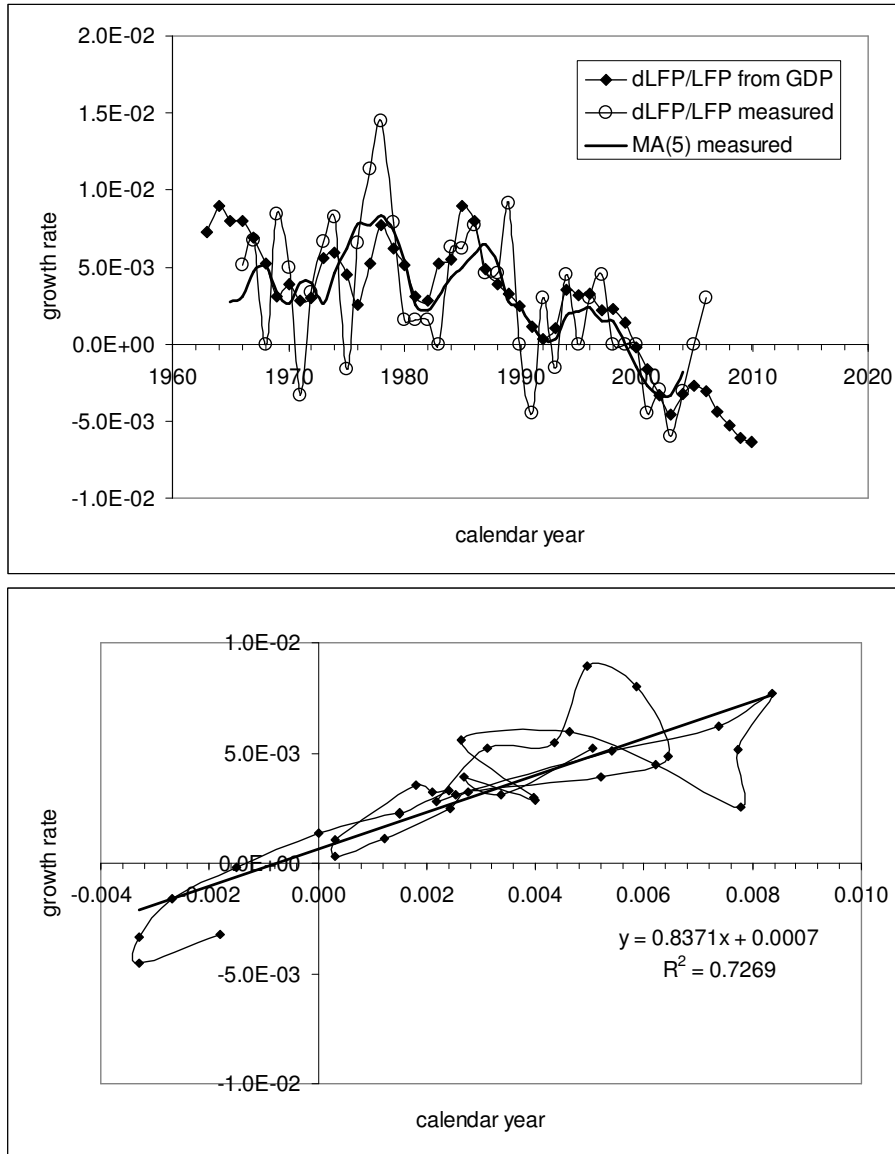 2.0E-02
1.5E-02
1.0E-02
5.0E-03
0.0E+00
-5.0E-03
-1.0E-02
growth rate
dLFP/LFP from GDP
dLFP/LFP measured
MA(5) measured
1960 1970 1980 1990 2000 2010 2020
calendar year
1.0E-02
5.0E-03
0.0E+00
-5.0E-03
-1.0E-02
growth rate
-0.004 -0.002 0.000 0.002 0.004 0.006 0.008 0.010
y = 0.8371x + 0.0007
R² = 0.7269
calendar year